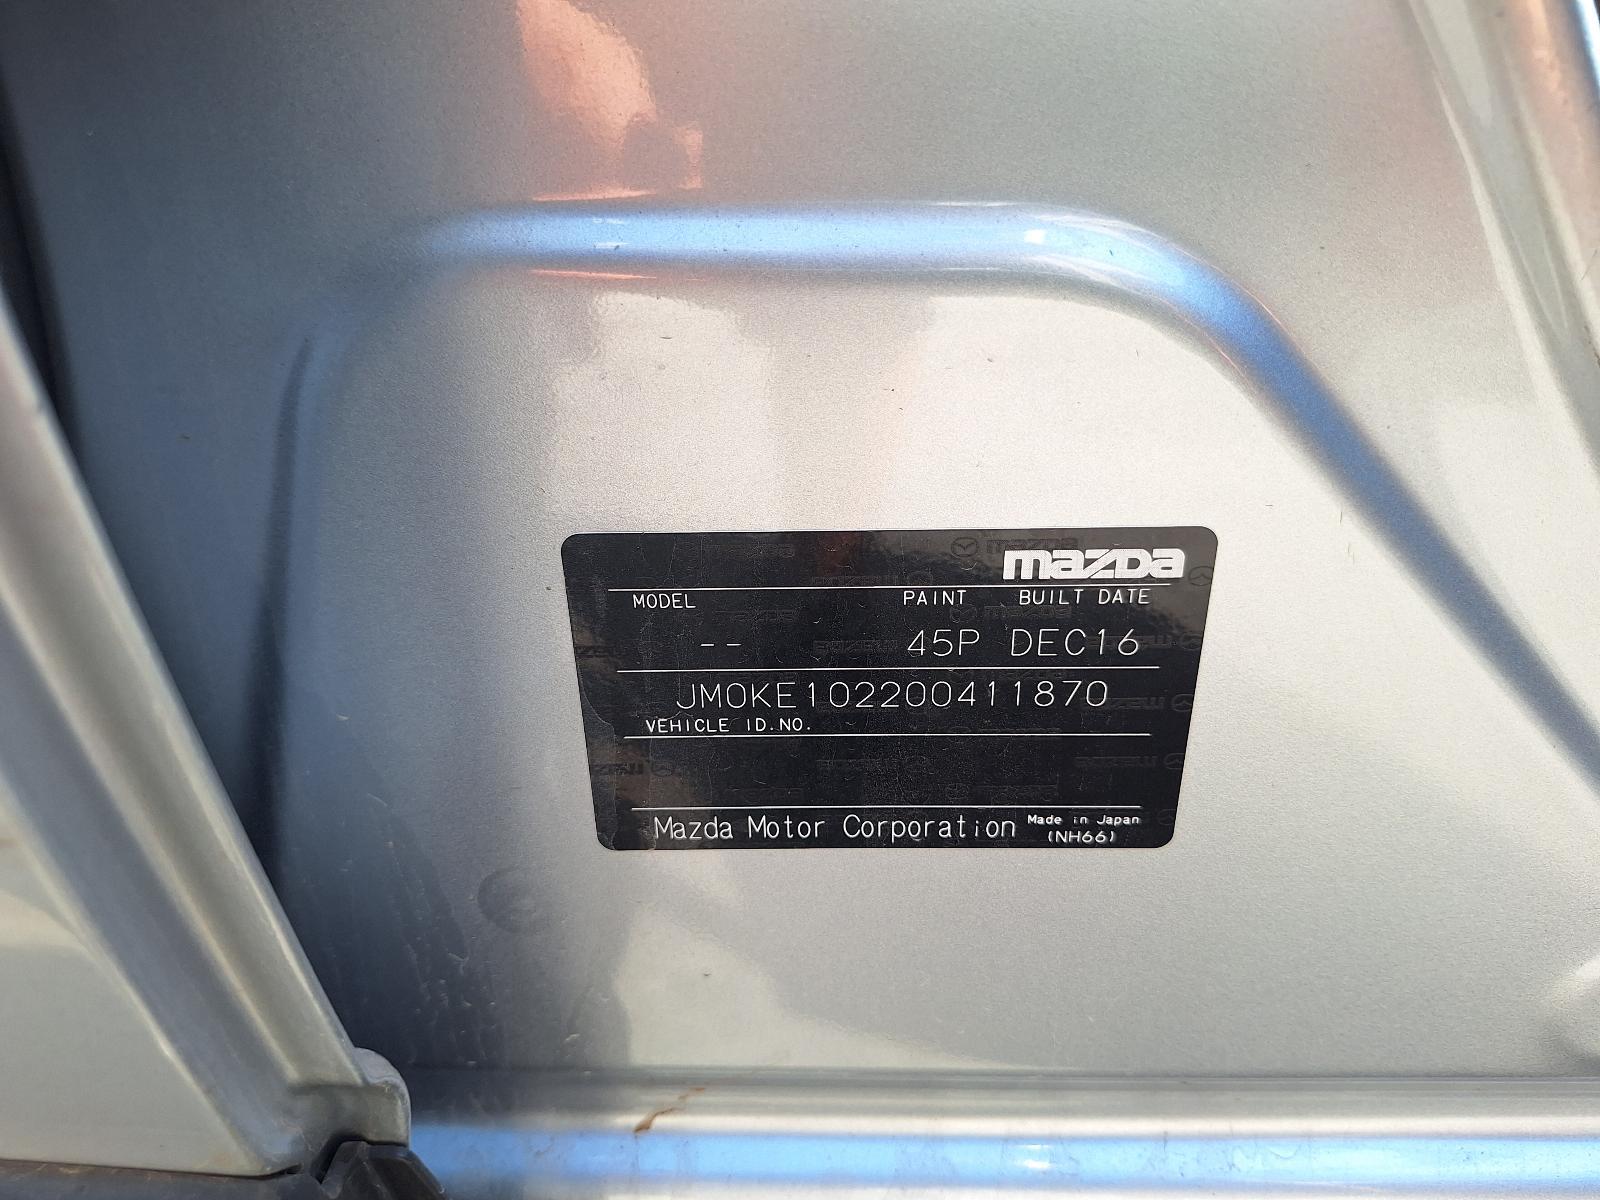 mazda
MODEL PAINT BUILT DATE
-- 45P DEC16
JM0KE102200411870
VEHICLE ID.NO.
Mazda Motor Corporation Made in Japan
(NH66)